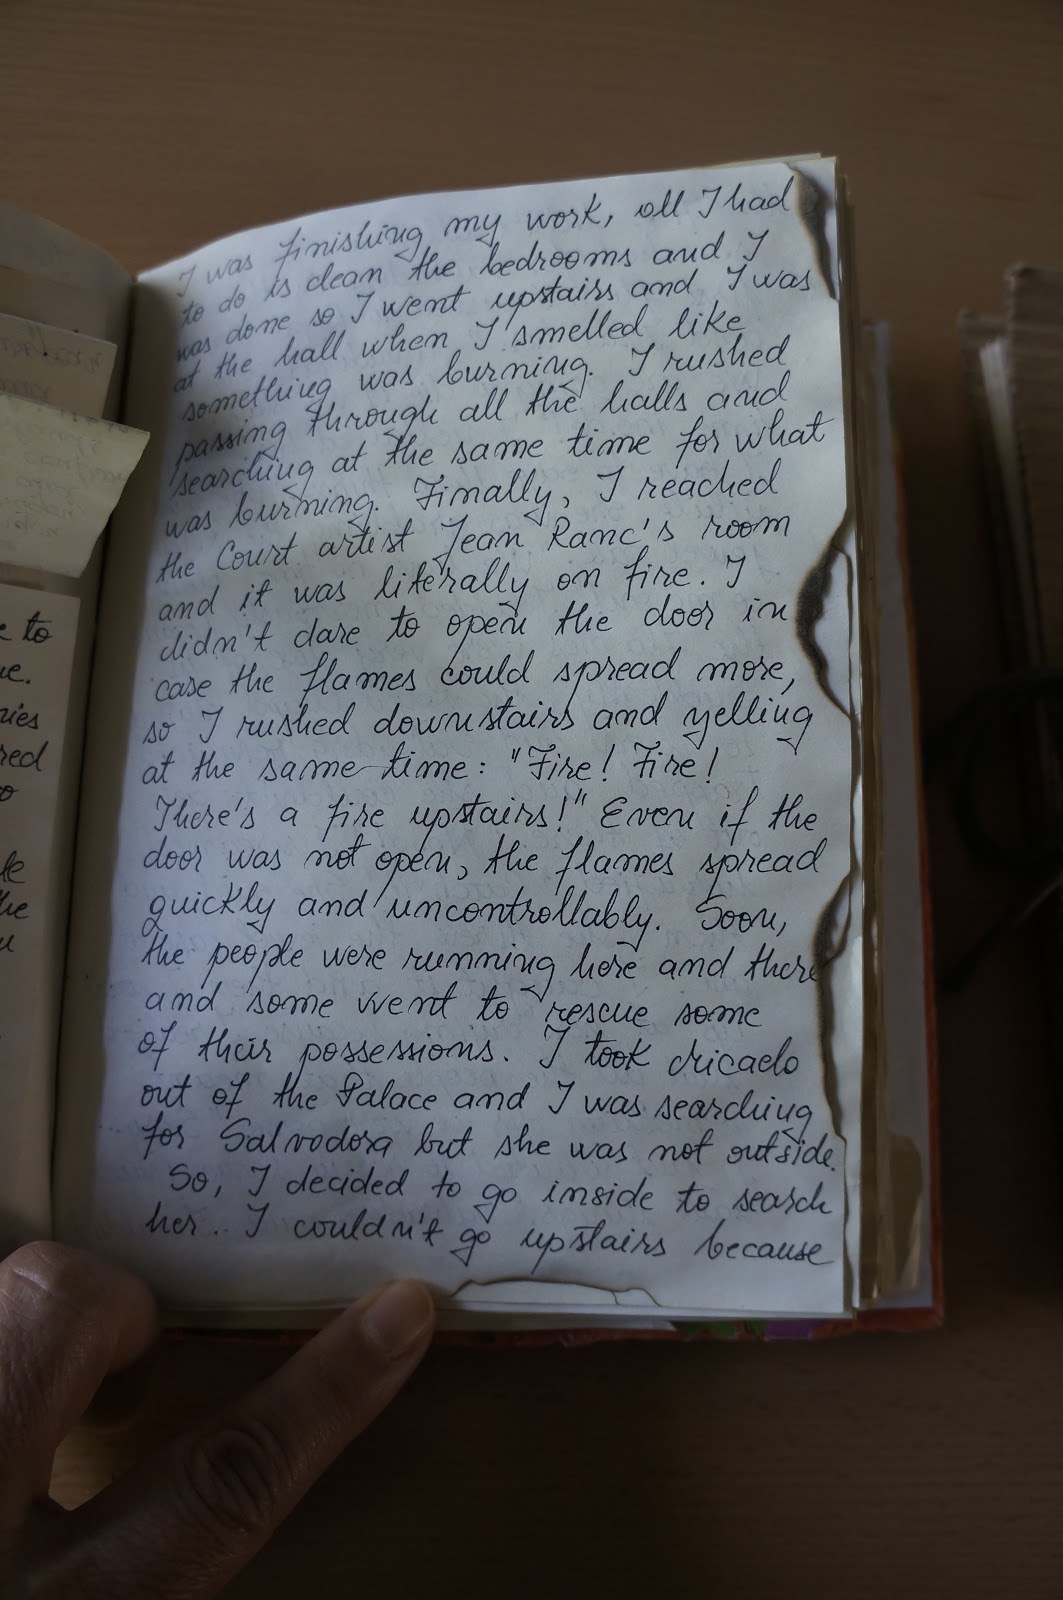 e to
ue.
ries
red
o
le
he
u
I was finishing my work, all I had
to do is clean the bedrooms and I
was done so I went upstairs and I was
at the hall when I smelled like
something was burning. I rushed
passing through all the halls and
searching at the same time for what
was burning. Finally, I reached
the Court artist Jean Ranc's room
and it was literally on fire. I
didn't dare to open the door in
case the flames could spread more,
so I rushed downstairs and yelling
at the same time: "Fire! Fire!
There's a fire upstairs!" Even if the
door was not open, the flames spread
quickly and uncontrollably. Soon,
the people were running here and there
and some went to rescue some
of their possessions. I took
out of the Palace and I was searching
for Salvodora but she was not outside.
So, I decided to go inside to search
her.. I couldn't go upstairs because